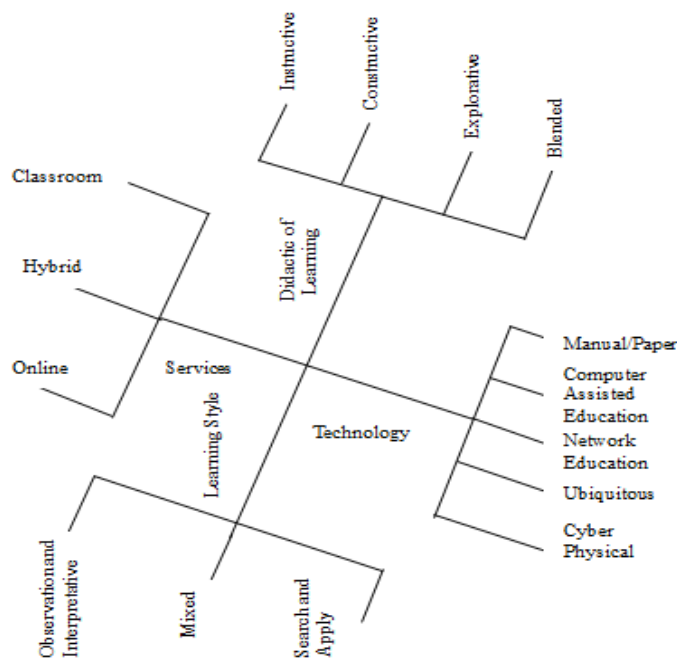 Instructive
Constructive
Explorative
Blended
Classroom
Hybrid
Online
Services
Didactic of
Learning
Learning Style
Technology
Manual/Paper
Computer
Assisted
Education
Network
Education
Ubiquitous
Cyber
Physical
Observation and
Interpretative
Mixed
Search and
Apply